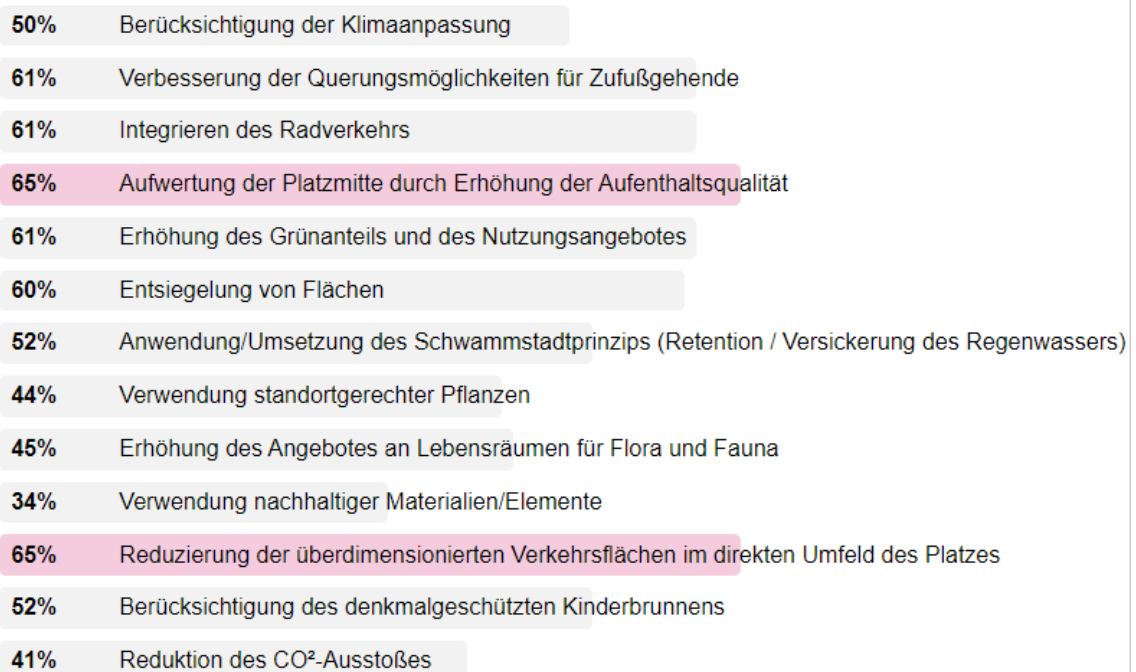 50% Berücksichtigung der Klimaanpassung
61% Verbesserung der Querungsmöglichkeiten für Zufußgehende
61% Integrieren des Radverkehrs
65% Aufwertung der Platzmitte durch Erhöhung der Aufenthaltsqualität
61% Erhöhung des Grünanteils und des Nutzungsangebotes
60% Entsiegelung von Flächen
52% Anwendung/Umsetzung des Schwammstadtprinzips (Retention / Versickerung des Regenwassers)
44% Verwendung standortgerechter Pflanzen
45% Erhöhung des Angebotes an Lebensräumen für Flora und Fauna
34% Verwendung nachhaltiger Materialien/Elemente
65% Reduzierung der überdimensionierten Verkehrsflächen im direkten Umfeld des Platzes
52% Berücksichtigung des denkmalgeschützten Kinderbrunnens
41% Reduktion des CO²-Ausstoßes